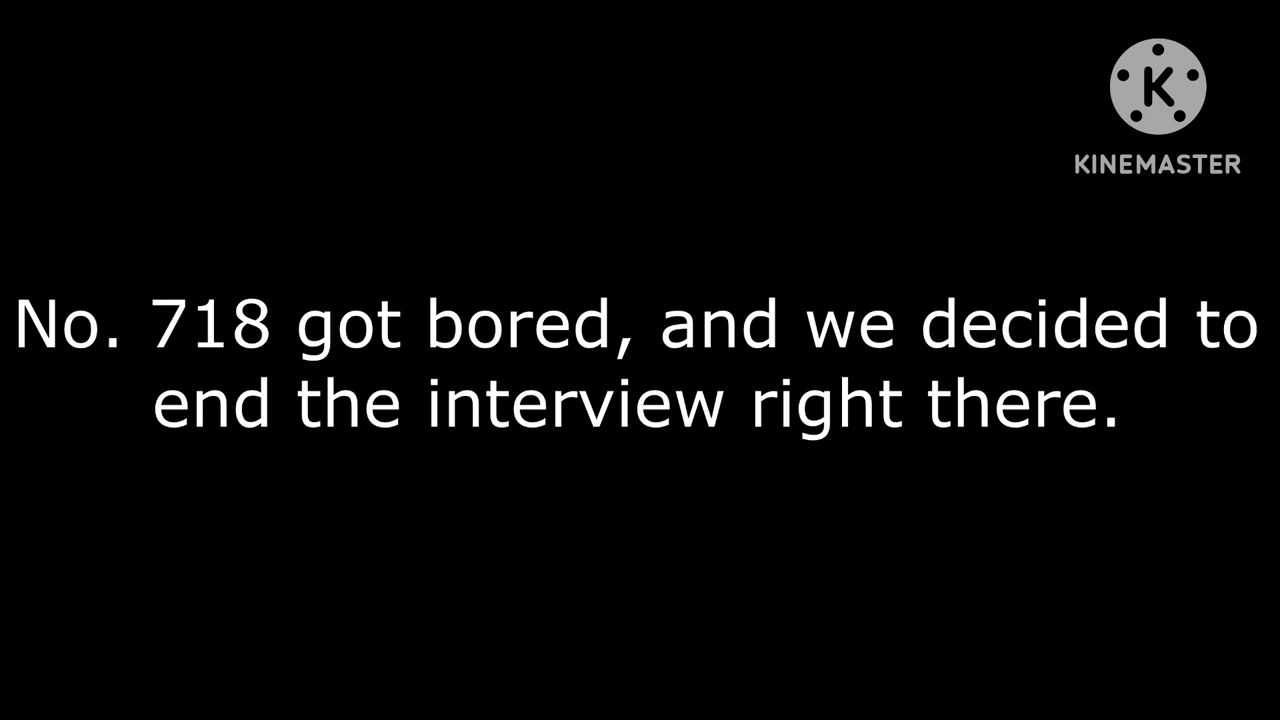 K
KINEMASTER
No. 718 got bored, and we decided to
end the interview right there.